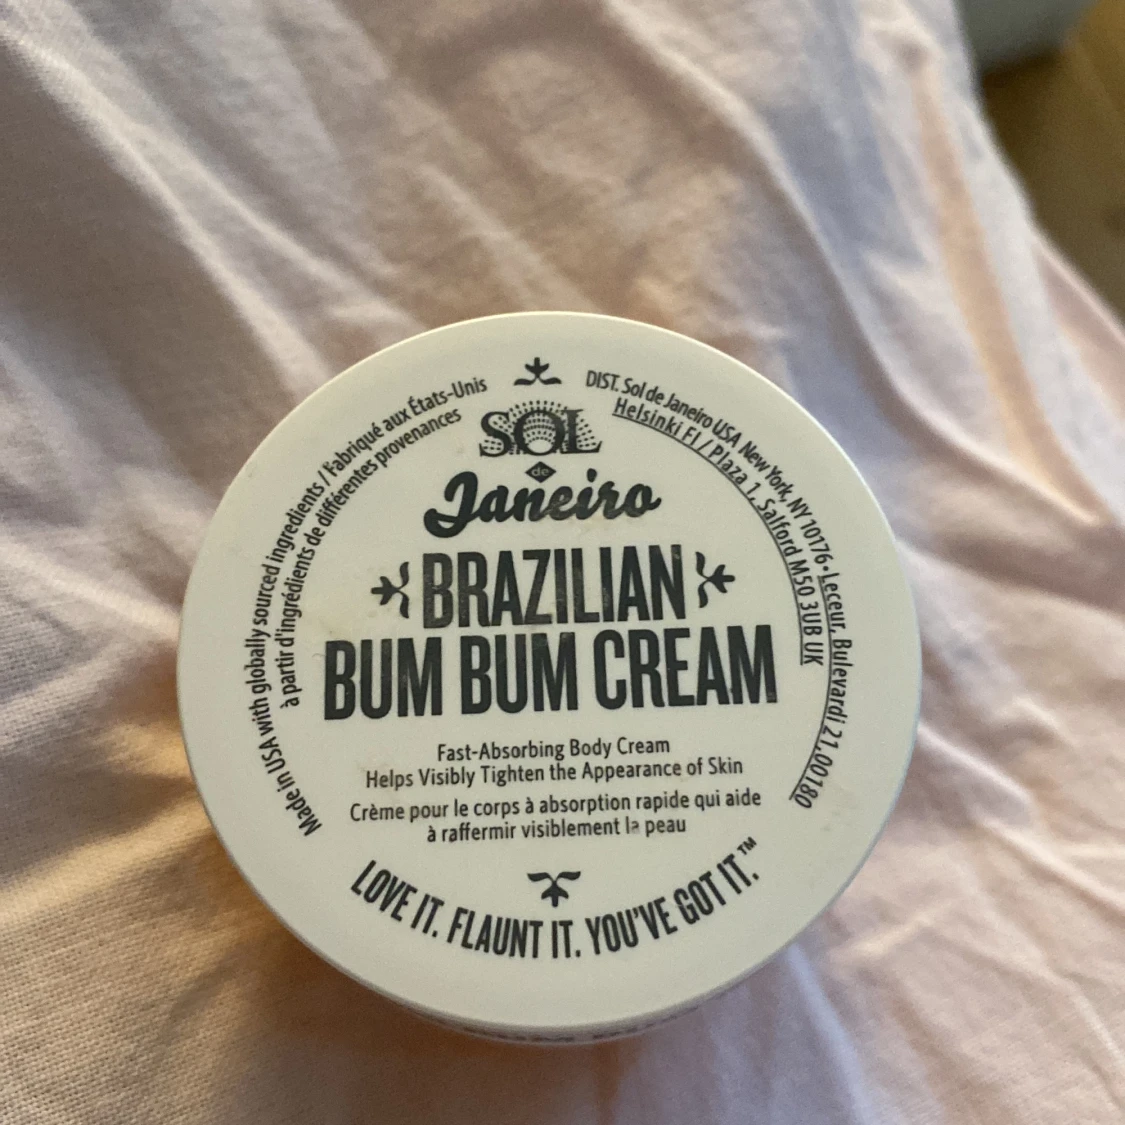 SOL
de
Janeiro
BRAZILIAN
BUM BUM CREAM
Fast-Absorbing Body Cream
Helps Visibly Tighten the Appearance of Skin
Crème pour le corps à absorption rapide qui aide
à raffermir visiblement la peau
LOVE IT. FLAUNT IT. YOU'VE GOT IT.™
Made in USA with globally sourced ingredients / Fabriqué aux États-Unis
à partir d'ingrédients de différentes provenances
DIST. Sol de Janeiro USA New York, NY 10176 • Leceur, Bulevardi 21,00180
Helsinki FI / Plaza 1, Salford M50 3UB UK